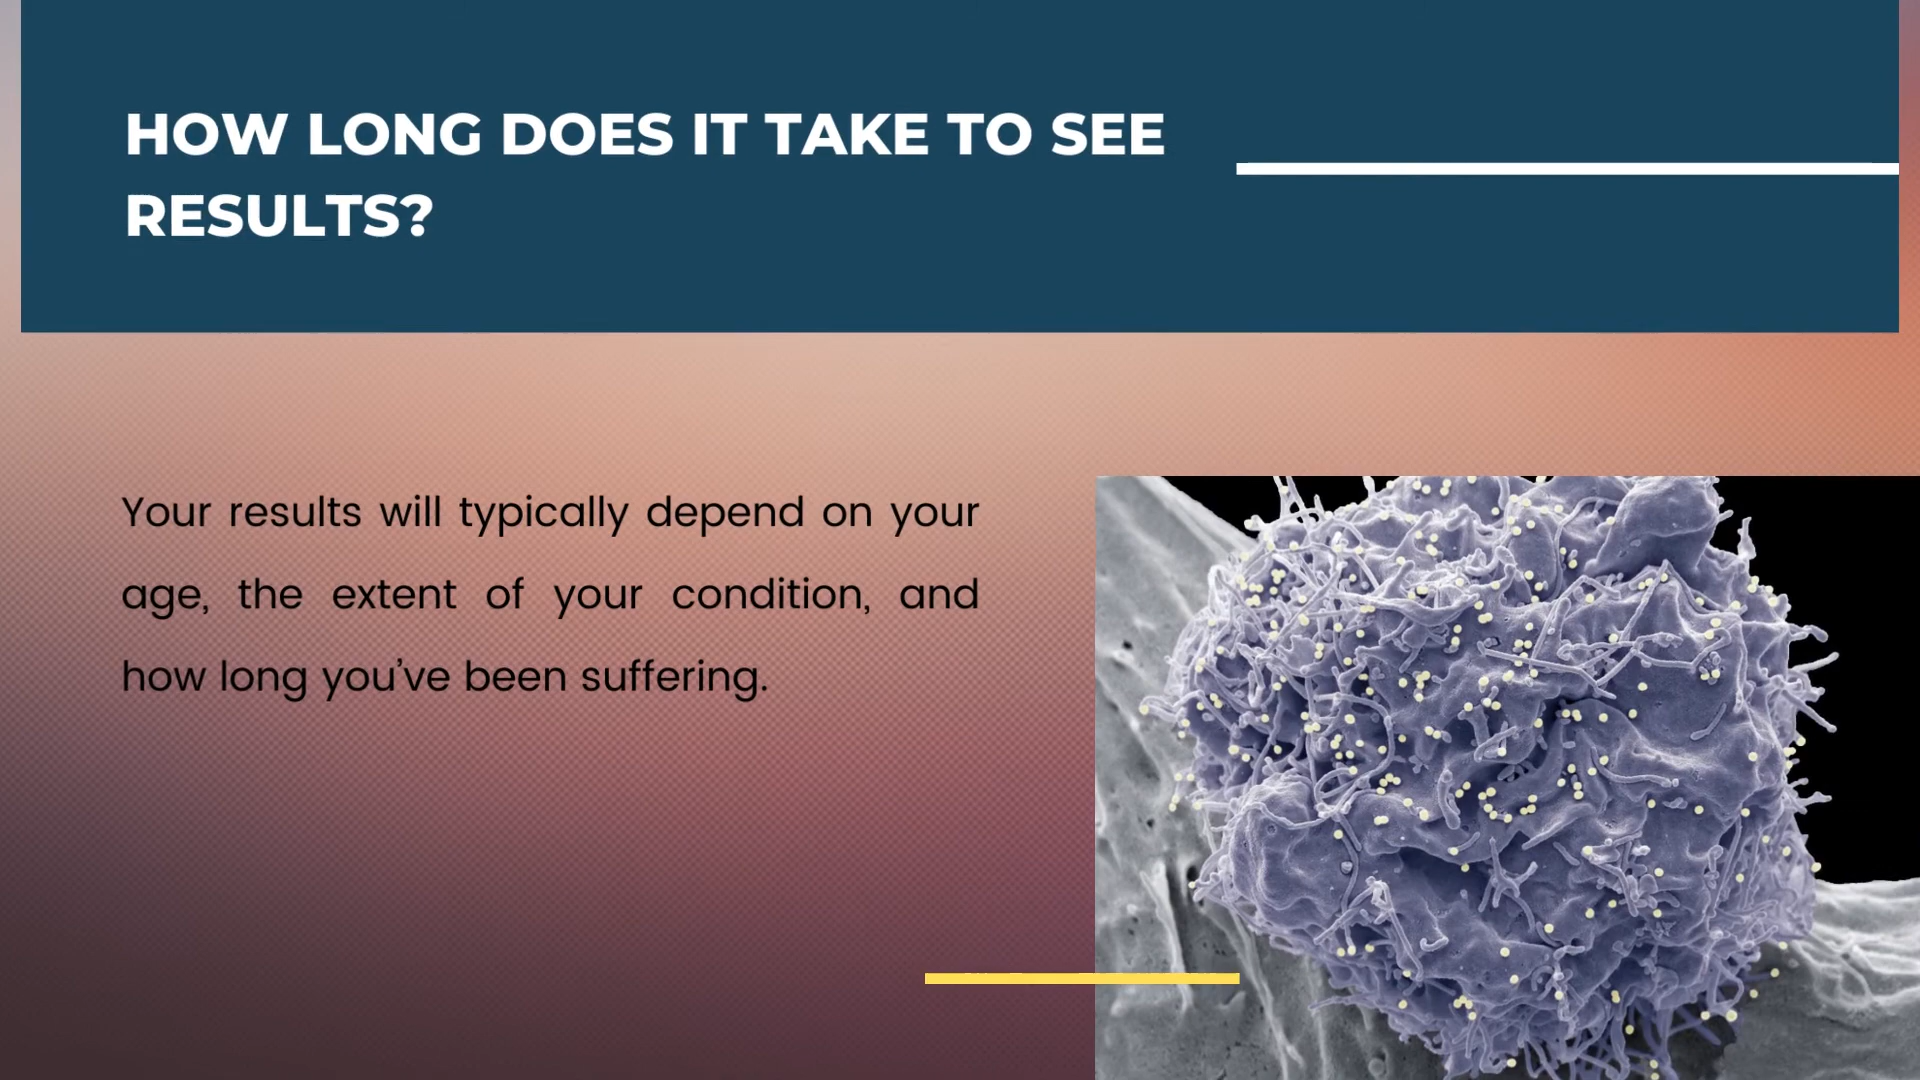 HOW LONG DOES IT TAKE TO SEE
RESULTS?
Your results will typically depend on your
age, the extent of your condition, and
how long you’ve been suffering.